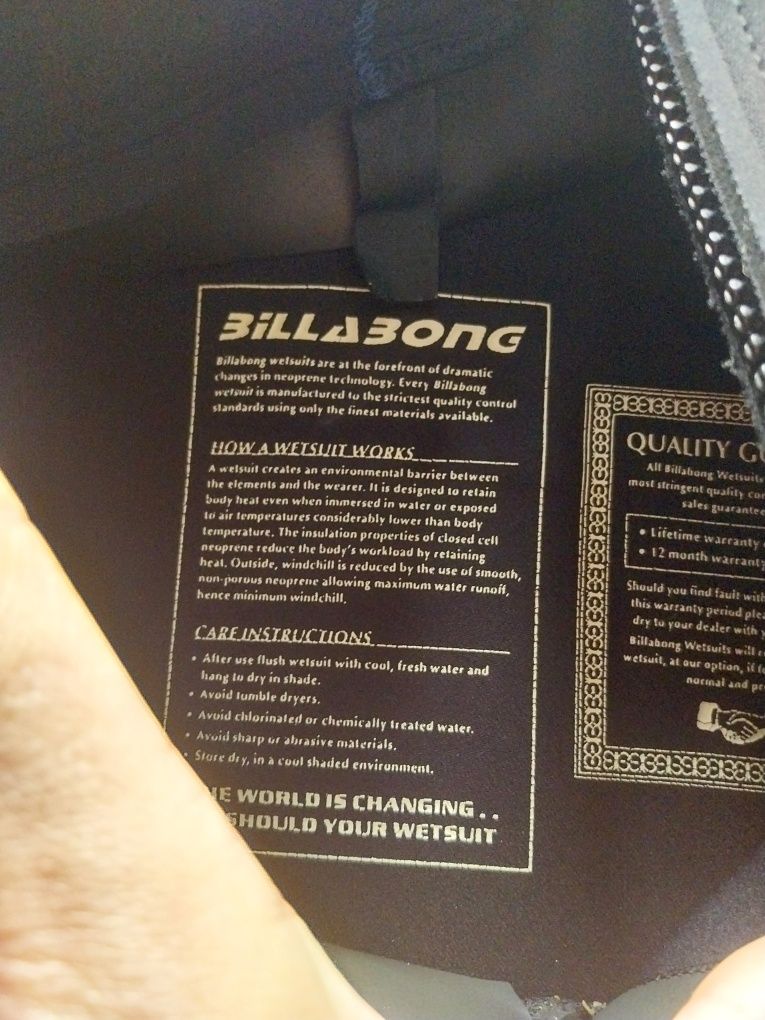 BILLABONG
Billabong wetsuits are at the forefront of dramatic
changes in neoprene technology. Every Billabong
wetsuit is manufactured to the strictest quality control
standards using only the finest materials available.
HOW A WETSUIT WORKS
A wetsuit creates an environmental barrier between
the elements and the wearer. It is designed to retain
body heat even when immersed in water or exposed
to air temperatures considerably lower than body
temperature. The insulation properties of closed cell
neoprene reduce the body's workload by retaining
heat. Outside, windchill is reduced by the use of smooth,
non-porous neoprene allowing maximum water runoff,
hence minimum windchill.
CARE INSTRUCTIONS
• After use flush wetsuit with cool, fresh water and
hang to dry in shade.
• Avoid tumble dryers.
• Avoid chlorinated or chemically treated water.
• Avoid sharp or abrasive materials.
• Store dry, in a cool shaded environment.
HE WORLD IS CHANGING . .
SHOULD YOUR WETSUIT
QUALITY
All Billabong Wetsuits
most stringent quality
sales guarantee
• Lifetime warranty
• 12 month warranty
Should you find fault with
this warranty period
dry to your dealer with
Billabong Wetsuits will
wetsuit, at our option, if
normal and